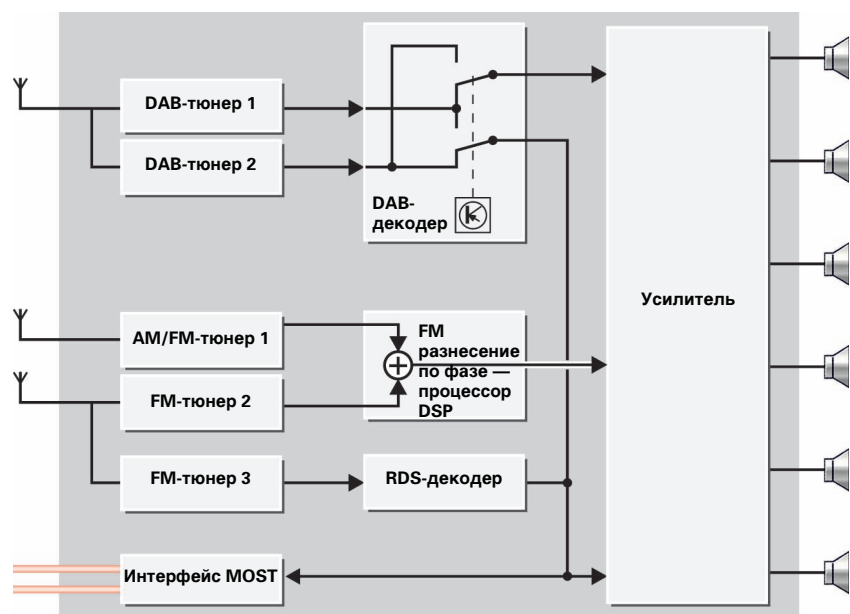 DAB-тюнер 1
DAB-тюнер 2
DAB-
декодер
Усилитель
AM/FM-тюнер 1
FM
разнесение
по фазе —
процессор
DSP
FM-тюнер 2
FM-тюнер 3
RDS-декодер
Интерфейс MOST